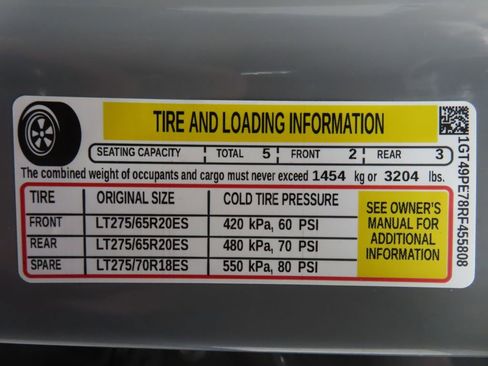 TIRE AND LOADING INFORMATION
SEATING CAPACITY TOTAL 5 FRONT 2 REAR 3
The combined weight of occupants and cargo must never exceed 1454 kg or 3204 lbs.
TIRE ORIGINAL SIZE COLD TIRE PRESSURE
FRONT LT275/65R20ES 420 kPa, 60 PSI
REAR LT275/65R20ES 480 kPa, 70 PSI
SPARE LT275/70R18ES 550 kPa, 80 PSI
SEE OWNER'S
MANUAL FOR
ADDITIONAL
INFORMATION
1GT49PE78RF455808